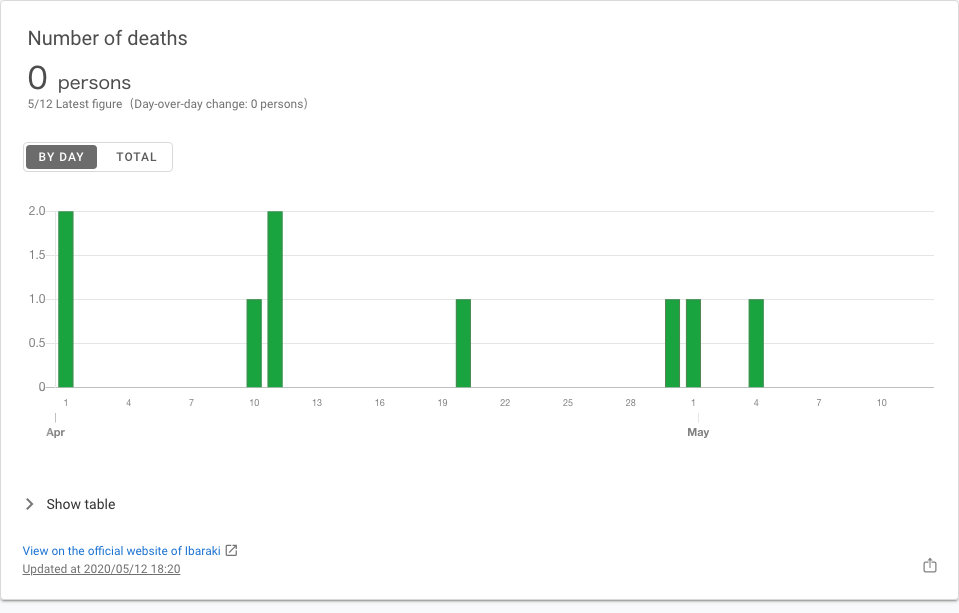 Number of deaths
0 persons
5/12 Latest figure（Day-over-day change: 0 persons）
BY DAY TOTAL
2.0
1.5
1.0
0.5
0
1 4 7 10 13 16 19 22 25 28 1 4 7 10
Apr May
Show table
View on the official website of Ibaraki
Updated at 2020/05/12 18:20